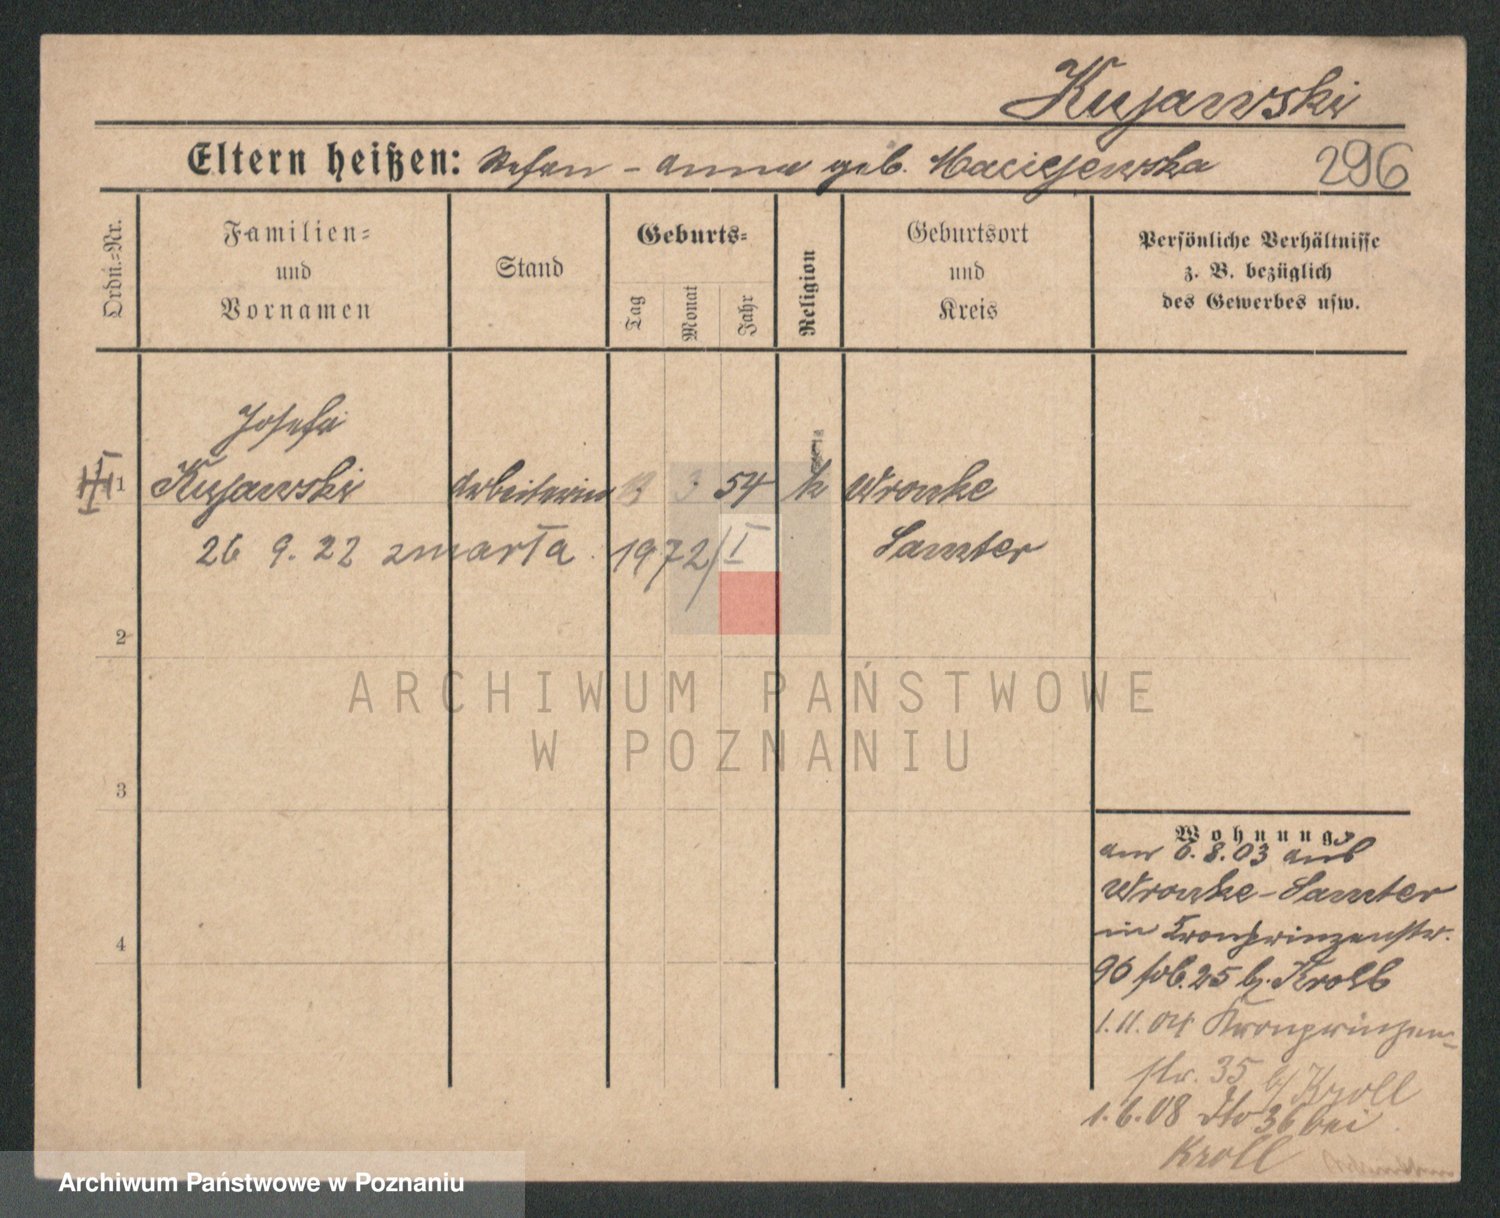 Kujawski
Eltern heißen: Stefan - Anna geb. Maciejewska 296
Ordn.-Nr.
Familien-
und
Vornamen
Stand
Geburts-
Tag
Monat
Jahr
Religion
Geburtsort
und
Kreis
Persönliche Verhältnisse
z. B. bezüglich
des Gewerbes usw.
Josefa
1 Kujawski Arbeiterin 3 54 k Wronke
26 9. 22 zmarła. 1972/I Samter
2
3
4
Wohnung
am 6.8.03 aus
Wronke-Samter
in Kronprinzenstr.
96 25 b. Kroll
1.11.04 Kronprinzen-
str. 35 b/ Kroll
1.6.08 dto 36 bei
Kroll
ARCHIWUM PAŃSTWOWE
W POZNANIU
Archiwum Państwowe w Poznaniu